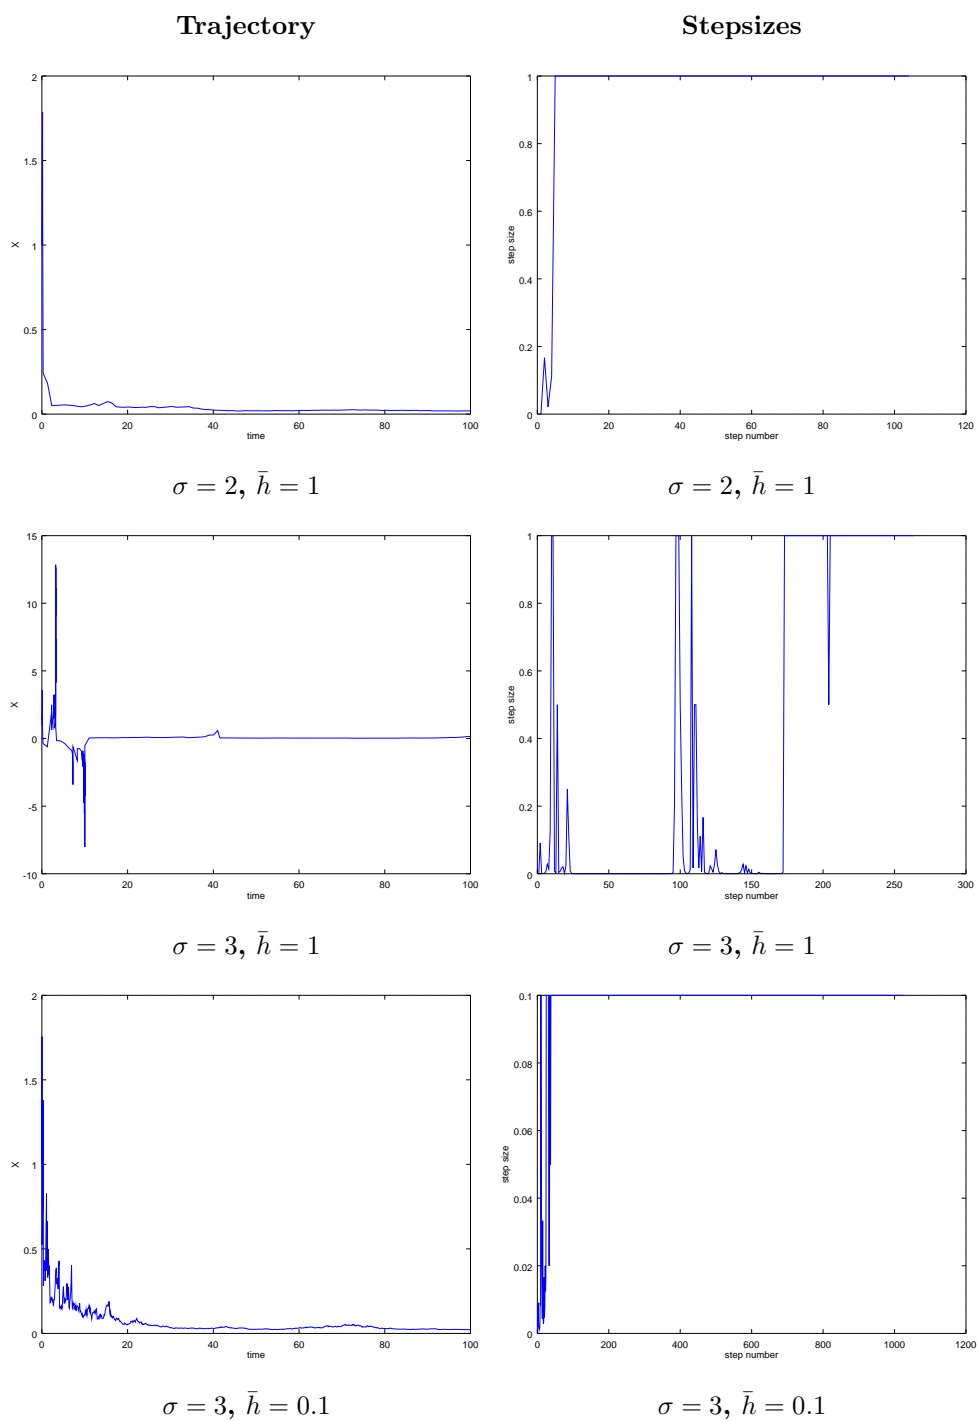 Trajectory Stepsizes
2
1.5
1
0.5
0
X
0 20 40 60 80 100
time
1
0.8
0.6
0.4
0.2
0
step size
0 20 40 60 80 100 120
step number
σ = 2, h̄ = 1 σ = 2, h̄ = 1
15
10
5
0
-5
-10
X
0 20 40 60 80 100
time
1
0.8
0.6
0.4
0.2
0
step size
0 50 100 150 200 250 300
step number
σ = 3, h̄ = 1 σ = 3, h̄ = 1
2
1.5
1
0.5
0
X
0 20 40 60 80 100
time
0.1
0.08
0.06
0.04
0.02
0
step size
0 200 400 600 800 1000 1200
step number
σ = 3, h̄ = 0.1 σ = 3, h̄ = 0.1